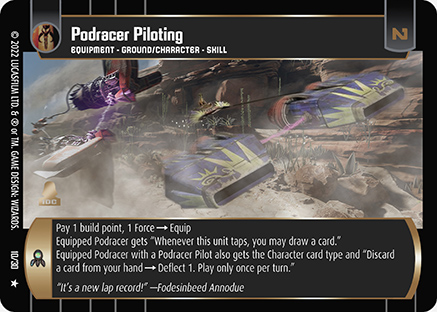 Podracer Piloting
EQUIPMENT - GROUND/CHARACTER - SKILL
N
© 2022 LUCASFILM LTD. & ® or TM. GAME DESIGN: WIZARDS.
IDC
Pay 1 build point, 1 Force → Equip
Equipped Podracer gets "Whenever this unit taps, you may draw a card."
Equipped Podracer with a Podracer Pilot also gets the Character card type and "Discard
a card from your hand → Deflect 1. Play only once per turn."
"It's a new lap record!" —Fodesinbeed Annodue